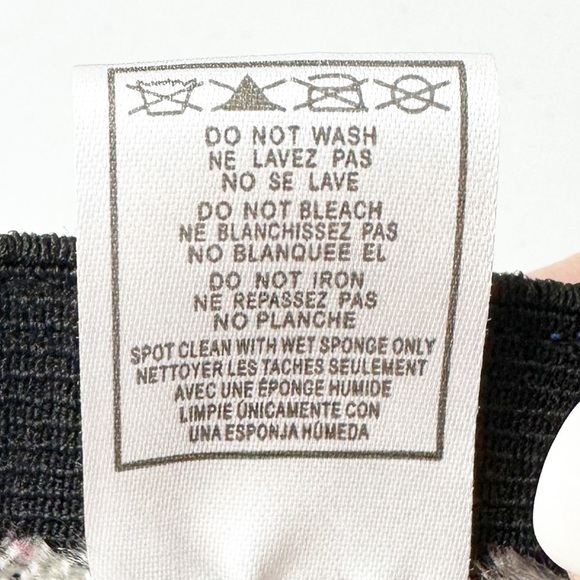 DO NOT WASH
NE LAVEZ PAS
NO SE LAVE
DO NOT BLEACH
NE BLANCHISSEZ PAS
NO BLANQUEE EL
DO NOT IRON
NE REPASSEZ PAS
NO PLANCHE
SPOT CLEAN WITH WET SPONGE ONLY
NETTOYER LES TACHES SEULEMENT
AVEC UNE ÉPONGE HUMIDE
LIMPIE ÚNICAMENTE CON
UNA ESPONJA HÚMEDA